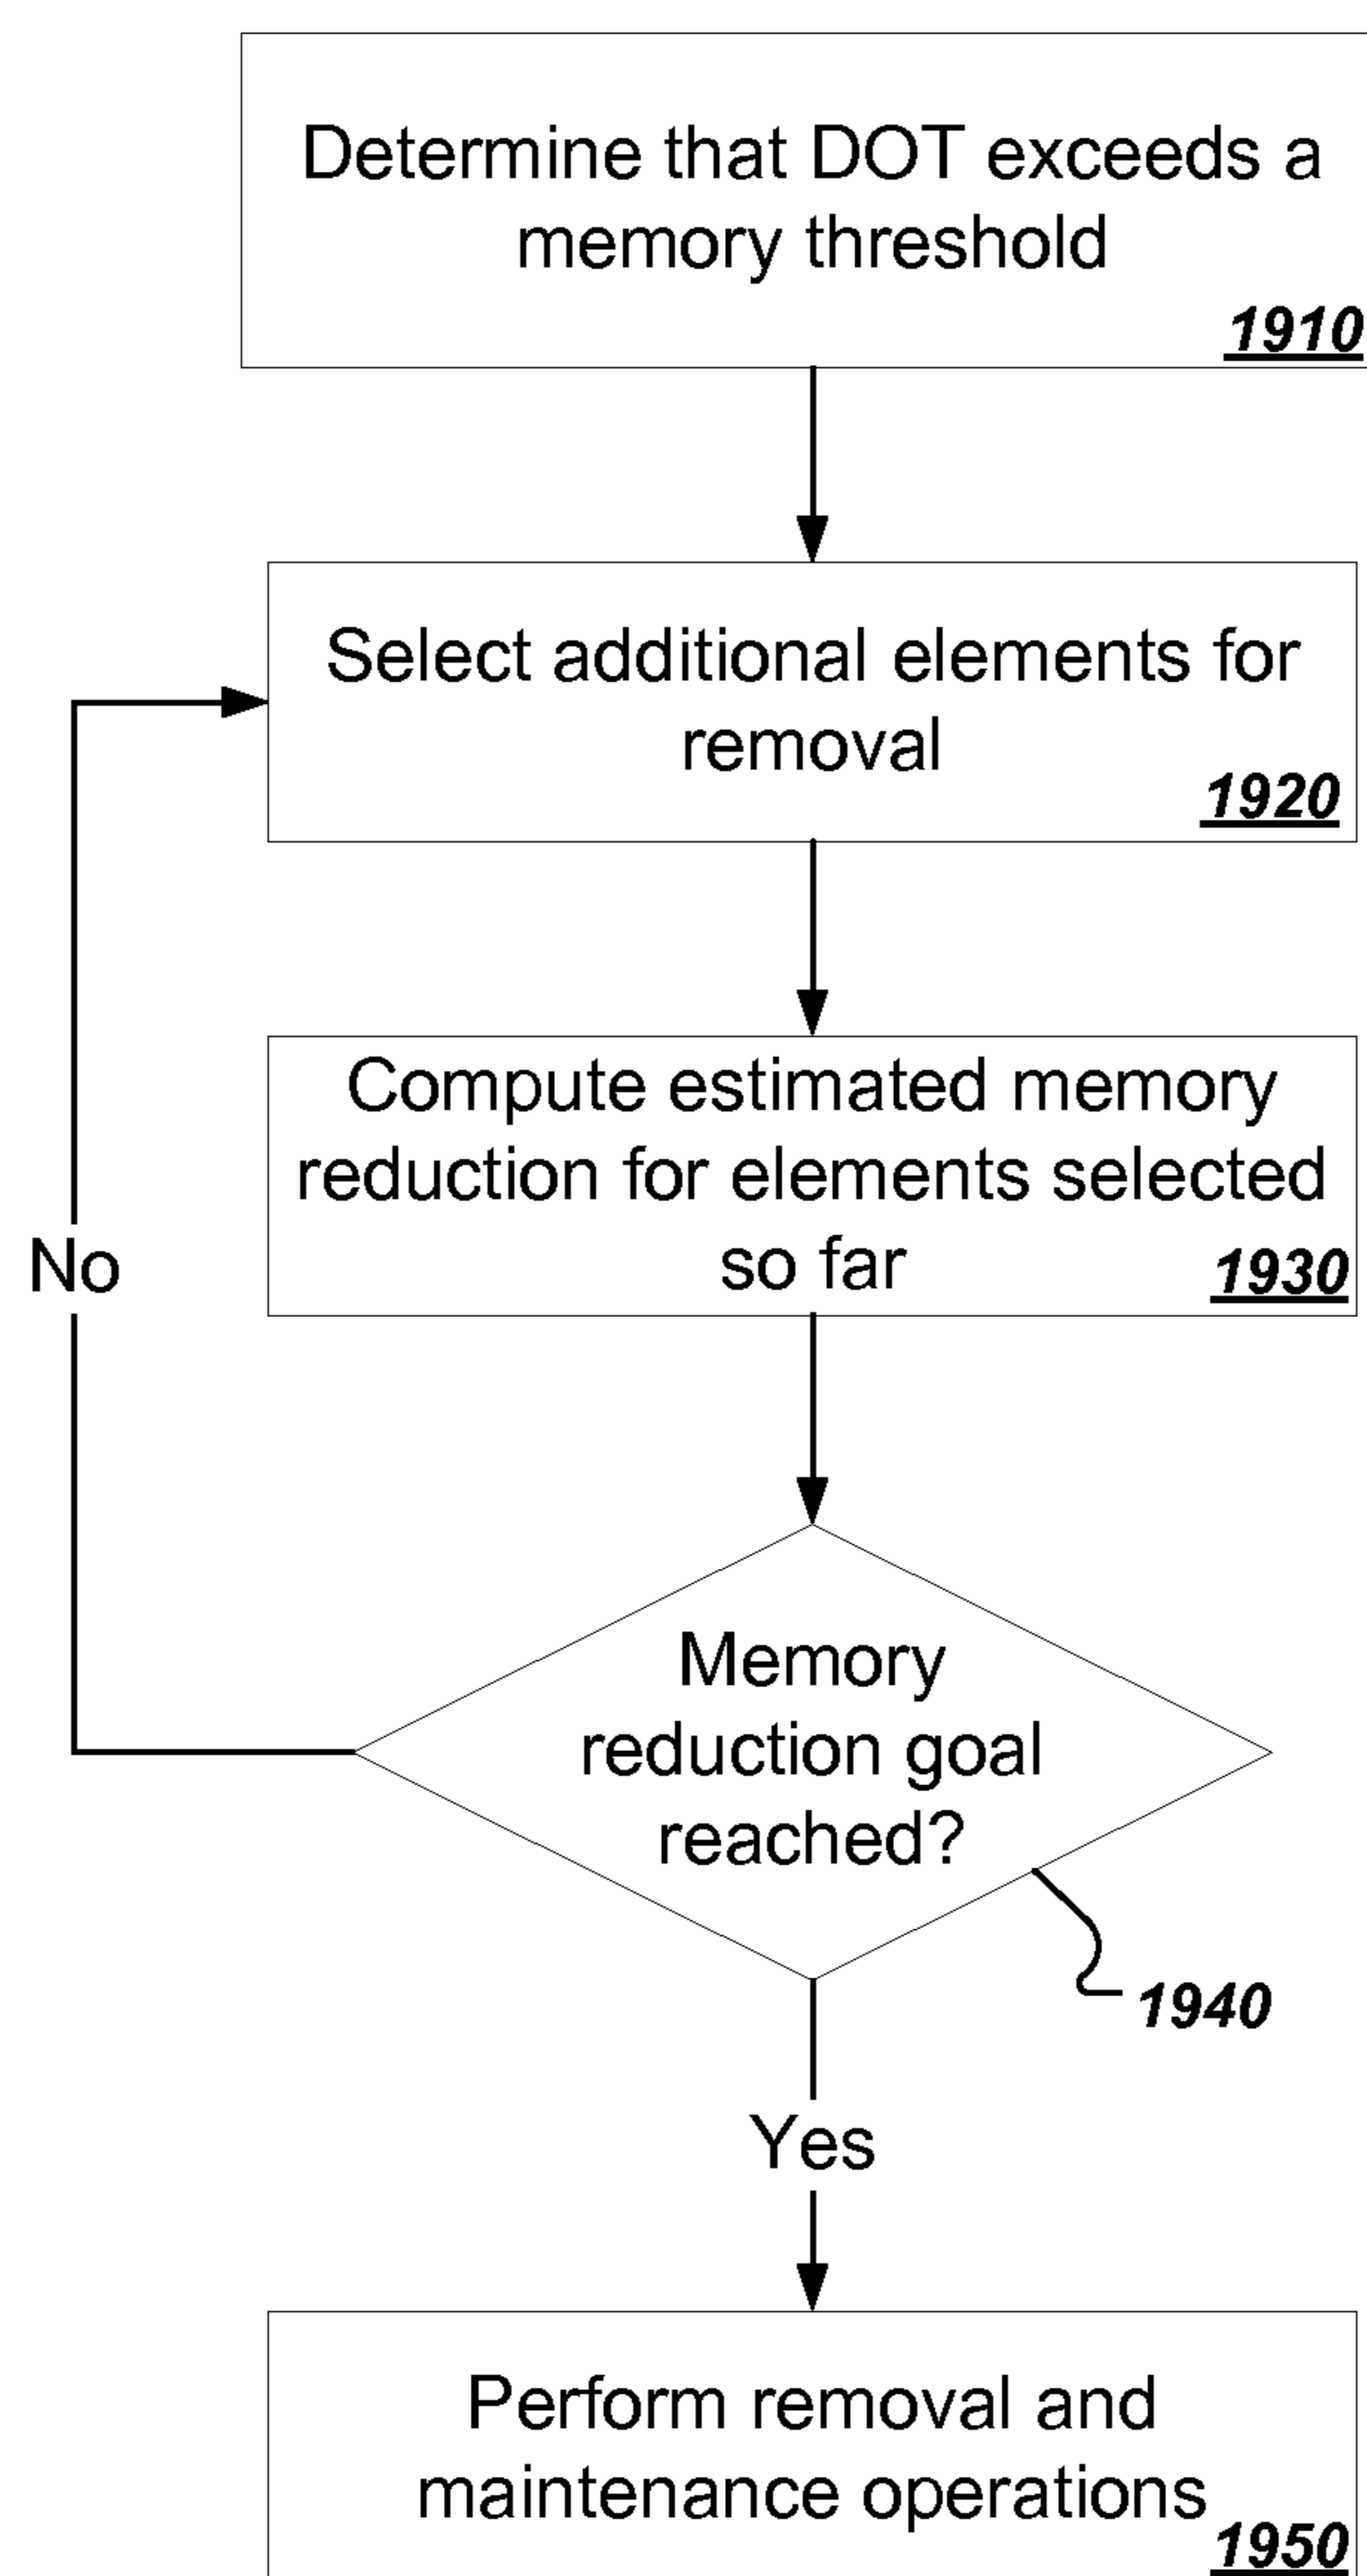 Determine that DOT exceeds a
memory threshold
1910
Select additional elements for
removal
1920
Compute estimated memory
reduction for elements selected
so far
1930
No
Memory
reduction goal
reached?
1940
Yes
Perform removal and
maintenance operations
1950